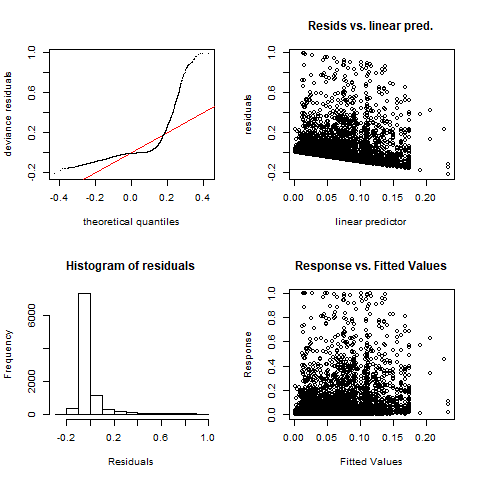 deviance residuals
-0.2 0.2 0.6 1.0
-0.4 -0.2 0.0 0.2 0.4
theoretical quantiles
Resids vs. linear pred.
residuals
-0.2 0.2 0.6 1.0
0.00 0.05 0.10 0.15 0.20
linear predictor
Histogram of residuals
Frequency
0 2000 6000
-0.2 0.2 0.6 1.0
Residuals
Response vs. Fitted Values
Response
0.0 0.2 0.4 0.6 0.8 1.0
0.00 0.05 0.10 0.15 0.20
Fitted Values